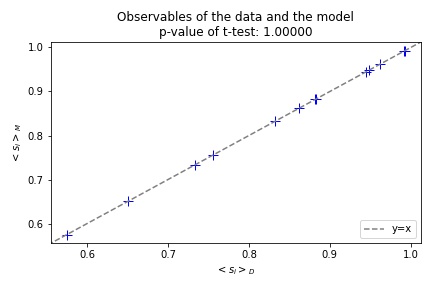 Observables of the data and the model
p-value of t-test: 1.00000
1.0
0.9
0.8
0.7
0.6
< s_i >_M
y=x
0.6 0.7 0.8 0.9 1.0
< s_i >_D